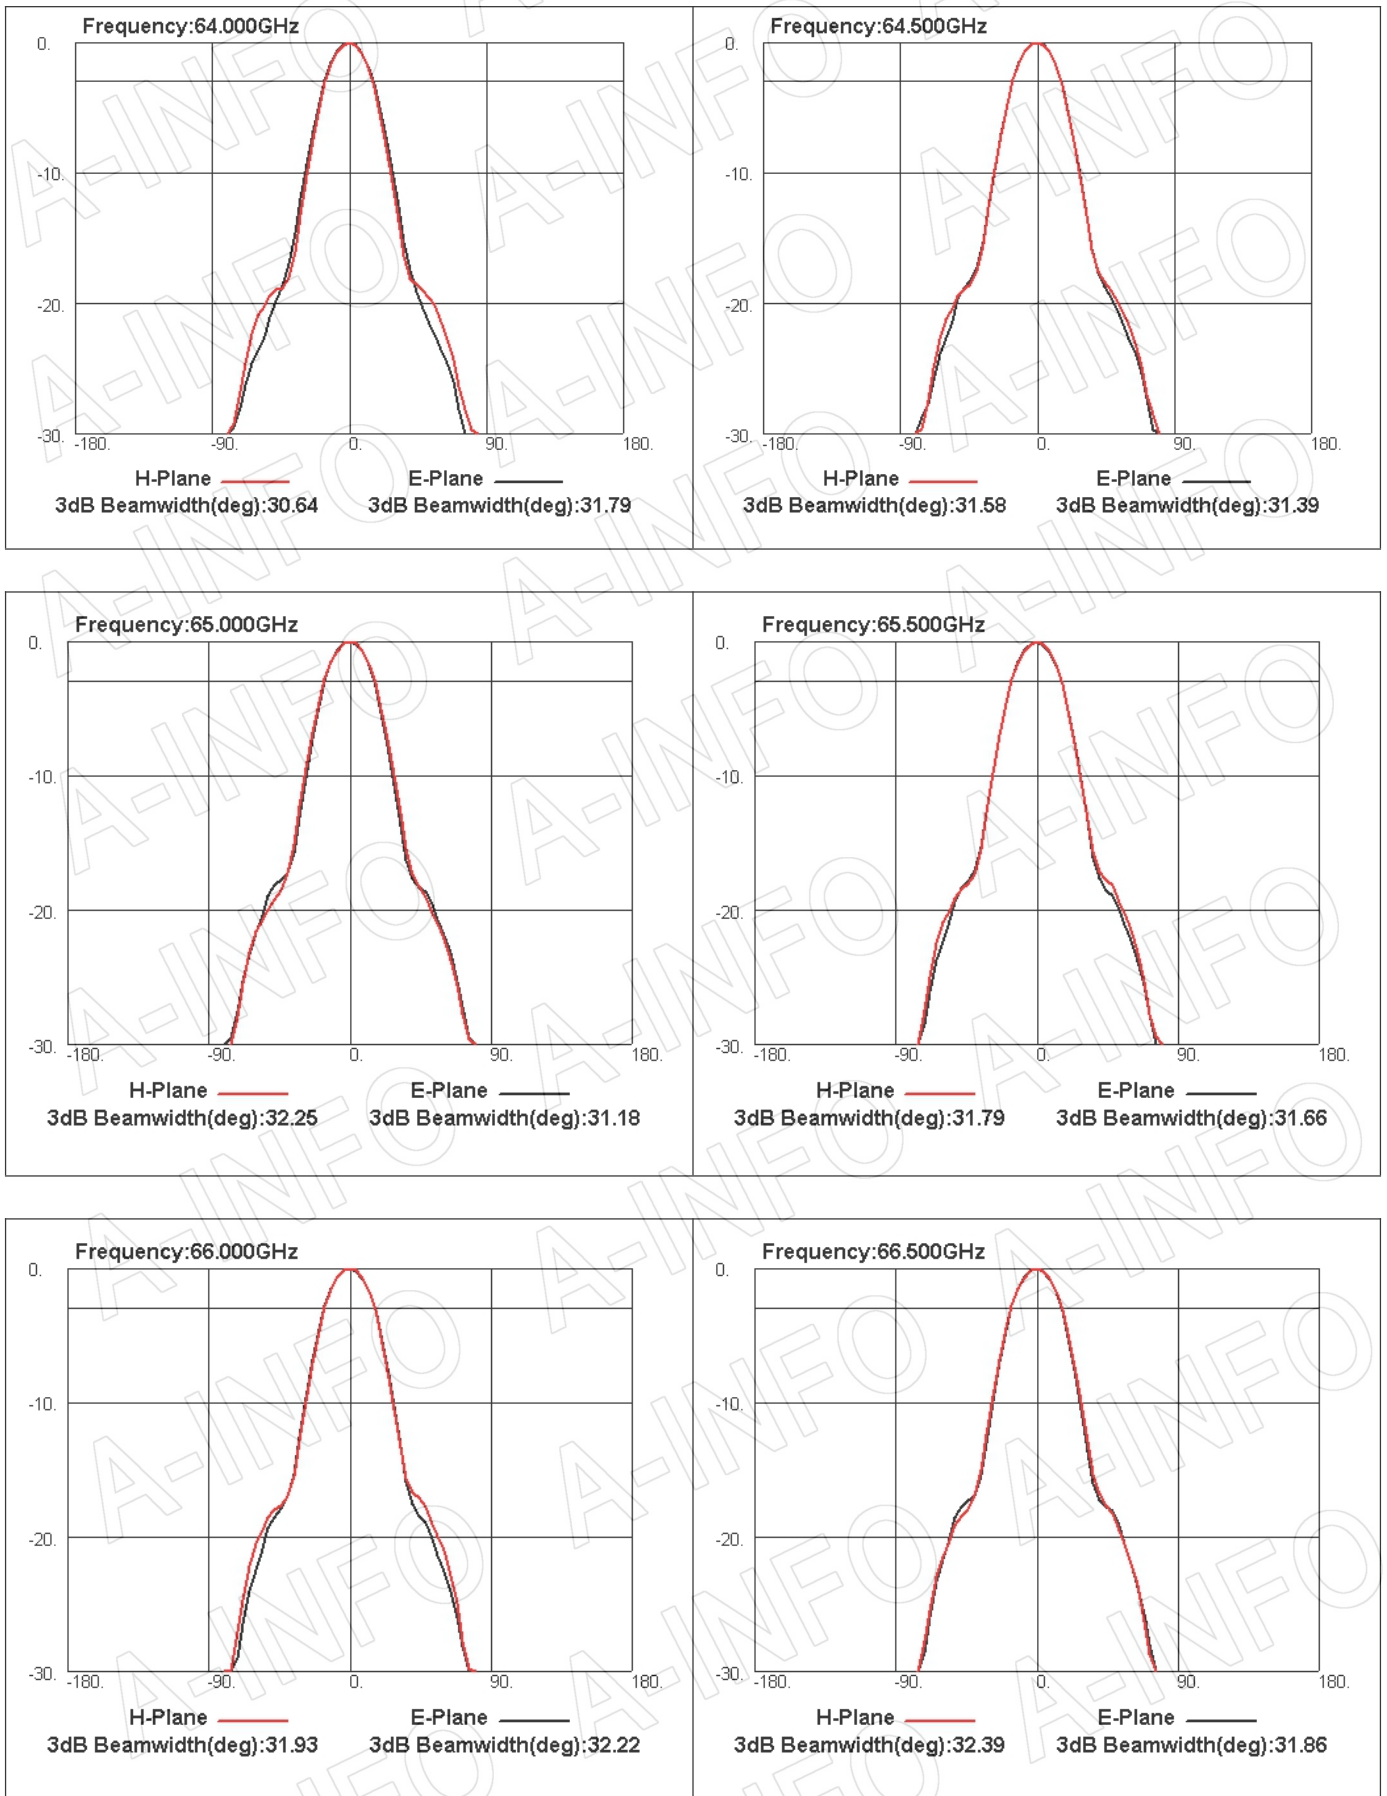 Frequency:64.000GHz
0.
-10.
-20.
-30.
-180. -90. 0. 90. 180.
H-Plane E-Plane
3dB Beamwidth(deg):30.64 3dB Beamwidth(deg):31.79
Frequency:64.500GHz
0.
-10.
-20.
-30.
-180. -90. 0. 90. 180.
H-Plane E-Plane
3dB Beamwidth(deg):31.58 3dB Beamwidth(deg):31.39
Frequency:65.000GHz
0.
-10.
-20.
-30.
-180. -90. 0. 90. 180.
H-Plane E-Plane
3dB Beamwidth(deg):32.25 3dB Beamwidth(deg):31.18
Frequency:65.500GHz
0.
-10.
-20.
-30.
-180. -90. 0. 90. 180.
H-Plane E-Plane
3dB Beamwidth(deg):31.79 3dB Beamwidth(deg):31.66
Frequency:66.000GHz
0.
-10.
-20.
-30.
-180. -90. 0. 90. 180.
H-Plane E-Plane
3dB Beamwidth(deg):31.93 3dB Beamwidth(deg):32.22
Frequency:66.500GHz
0.
-10.
-20.
-30.
-180. -90. 0. 90. 180.
H-Plane E-Plane
3dB Beamwidth(deg):32.39 3dB Beamwidth(deg):31.86
A-INFO